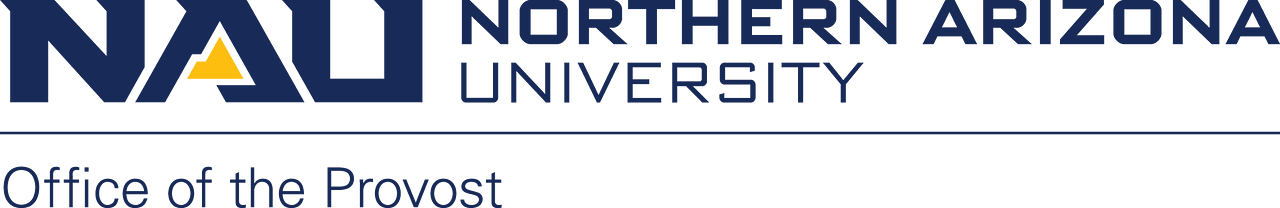 NAU NORTHERN ARIZONA
UNIVERSITY
Office of the Provost